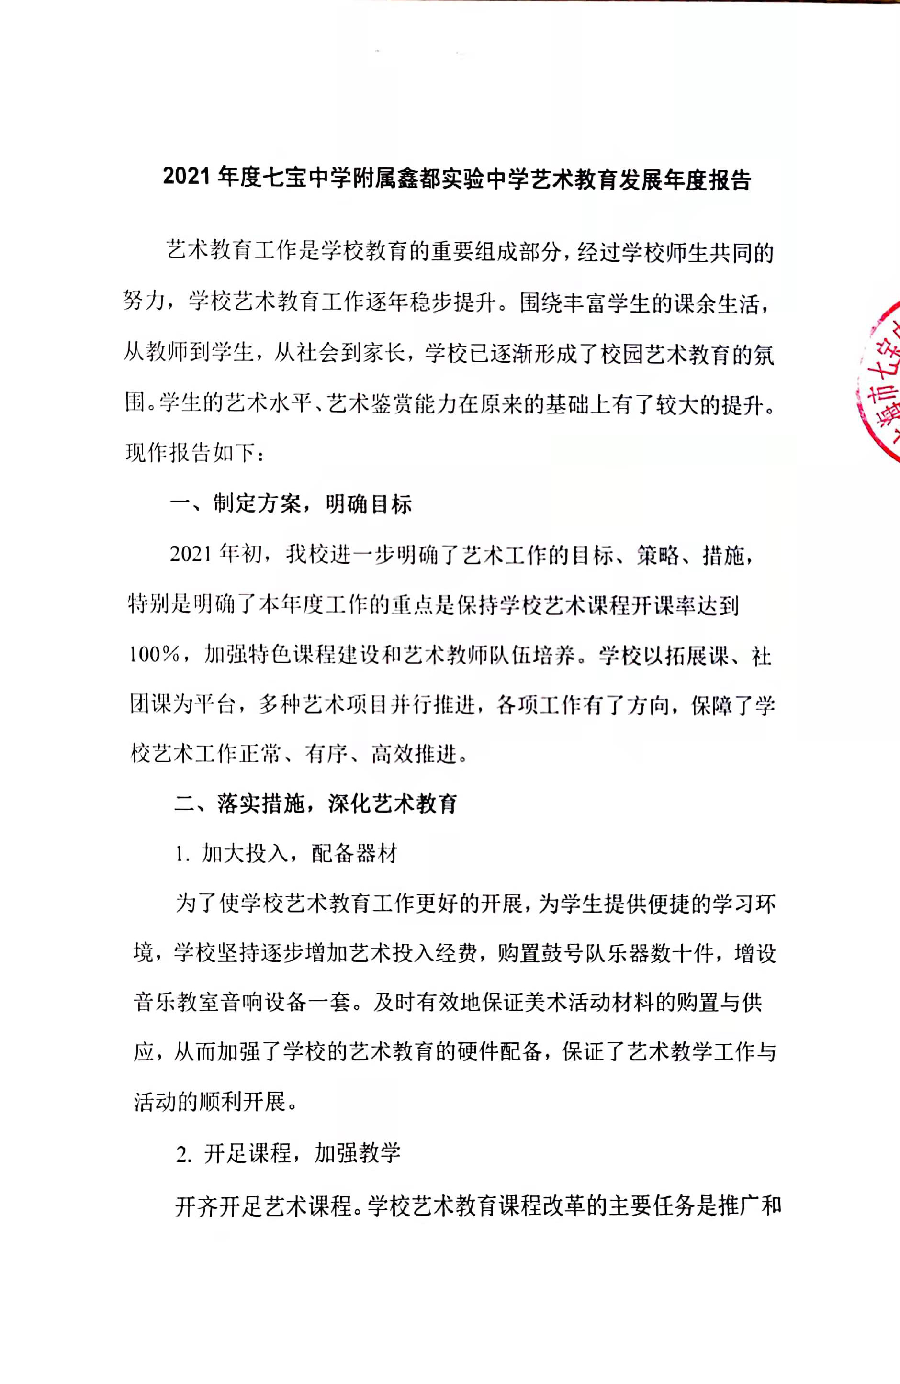 2021 年度七宝中学附属鑫都实验中学艺术教育发展年度报告
艺术教育工作是学校教育的重要组成部分，经过学校师生共同的
努力，学校艺术教育工作逐年稳步提升。围绕丰富学生的课余生活，
从教师到学生，从社会到家长，学校已逐渐形成了校园艺术教育的氛
围。学生的艺术水平、艺术鉴赏能力在原来的基础上有了较大的提升。
现作报告如下：
一、制定方案，明确目标
2021 年初，我校进一步明确了艺术工作的目标、策略、措施，
特别是明确了本年度工作的重点是保持学校艺术课程开课率达到
100%，加强特色课程建设和艺术教师队伍培养。学校以拓展课、社
团课为平台，多种艺术项目并行推进，各项工作有了方向，保障了学
校艺术工作正常、有序、高效推进。
二、落实措施，深化艺术教育
1. 加大投入，配备器材
为了使学校艺术教育工作更好的开展，为学生提供便捷的学习环
境，学校坚持逐步增加艺术投入经费，购置鼓号队乐器数十件，增设
音乐教室音响设备一套。及时有效地保证美术活动材料的购置与供
应，从而加强了学校的艺术教育的硬件配备，保证了艺术教学工作与
活动的顺利开展。
2. 开足课程，加强教学
开齐开足艺术课程。学校艺术教育课程改革的主要任务是推广和
海市七宝